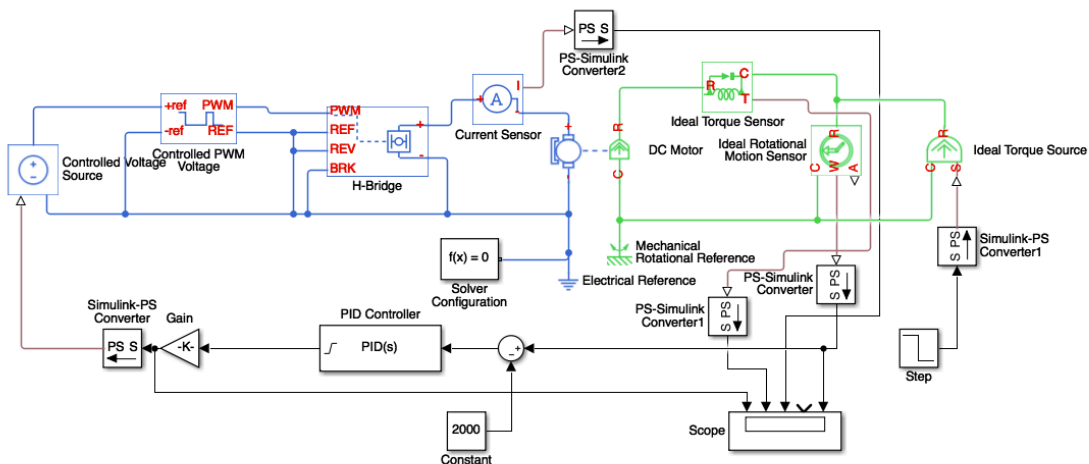 PS S
PS-Simulink
Converter2
+ref
PWM
-ref
REF
Controlled PWM
Voltage
Controlled Voltage
Source
PWM
REF
REV
BRK
+
-
H-Bridge
+
A
I
-
Current Sensor
+
-
R
C
DC Motor
R
C
T
Ideal Torque Sensor
Ideal Rotational
Motion Sensor
R
C
W
A
R
C
S
Ideal Torque Source
Mechanical
Rotational Reference
f(x) = 0
Solver
Configuration
Electrical Reference
S PS
Simulink-PS
Converter1
PS-Simulink
Converter
S PS
PS-Simulink
Converter1
S PS
Simulink-PS
Converter
PS S
Gain
-K-
PID Controller
PID(s)
-
+
2000
Constant
Scope
Step